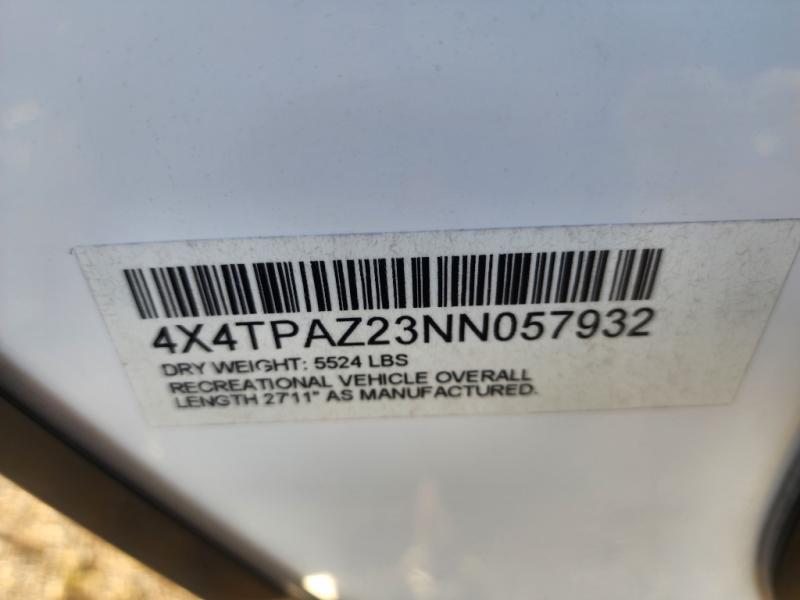 4X4TPAZ23NN057932
DRY WEIGHT: 5524 LBS
RECREATIONAL VEHICLE OVERALL
LENGTH 27'11" AS MANUFACTURED.